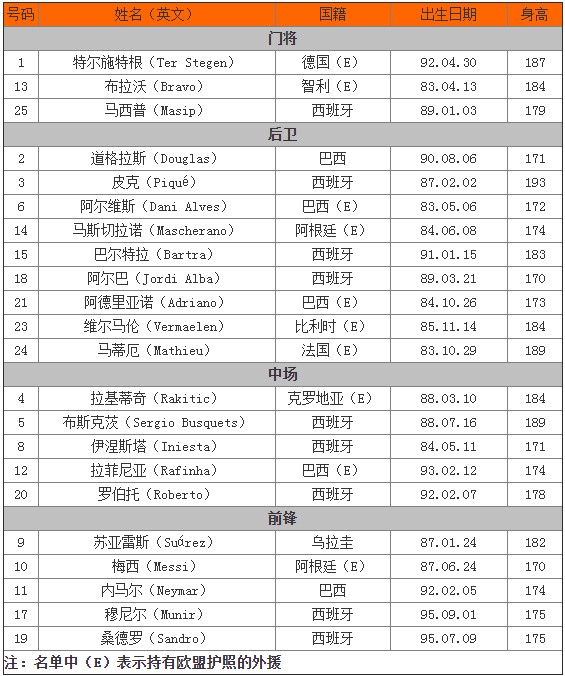 号码 姓名（英文） 国籍 出生日期 身高
门将
1 特尔施特根（Ter Stegen） 德国（E） 92.04.30 187
13 布拉沃（Bravo） 智利（E） 83.04.13 184
25 马西普（Masip） 西班牙 89.01.03 179
后卫
2 道格拉斯（Douglas） 巴西 90.08.06 171
3 皮克（Piqué） 西班牙 87.02.02 193
6 阿尔维斯（Dani Alves） 巴西（E） 83.05.06 172
14 马斯切拉诺（Mascherano） 阿根廷（E） 84.06.08 174
15 巴尔特拉（Bartra） 西班牙 91.01.15 183
18 阿尔巴（Jordi Alba） 西班牙 89.03.21 170
21 阿德里亚诺（Adriano） 巴西（E） 84.10.26 173
23 维尔马伦（Vermaelen） 比利时（E） 85.11.14 184
24 马蒂厄（Mathieu） 法国（E） 83.10.29 189
中场
4 拉基蒂奇（Rakitic） 克罗地亚（E） 88.03.10 184
5 布斯克茨（Sergio Busquets） 西班牙 88.07.16 189
8 伊涅斯塔（Iniesta） 西班牙 84.05.11 171
12 拉菲尼亚（Rafinha） 巴西（E） 93.02.12 174
20 罗伯托（Roberto） 西班牙 92.02.07 178
前锋
9 苏亚雷斯（Suárez） 乌拉圭 87.01.24 182
10 梅西（Messi） 阿根廷（E） 87.06.24 170
11 内马尔（Neymar） 巴西 92.02.05 174
17 穆尼尔（Munir） 西班牙 95.09.01 175
19 桑德罗（Sandro） 西班牙 95.07.09 175
注：名单中（E）表示持有欧盟护照的外援